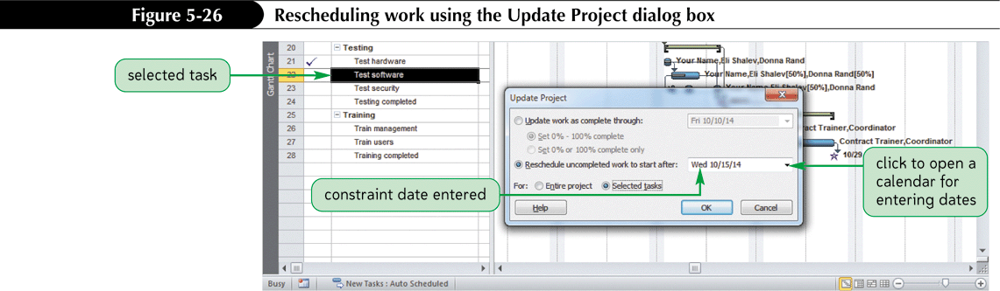 Figure 5-26 Rescheduling work using the Update Project dialog box
selected task
Gantt Chart
20 Testing
21 Test hardware
22 Test software
23 Test security
24 Testing completed
25 Training
26 Train management
27 Train users
28 Training completed
Your Name,Eli Shalev,Donna Rand
Your Name,Eli Shalev[50%],Donna Rand[50%]
Your Name,Eli Shalev[50%],Donna Rand
ract Trainer,Coordinator
Contract Trainer,Coordinator
10/29
Update Project
Update work as complete through: Fri 10/10/14
Set 0% - 100% complete
Set 0% or 100% complete only
Reschedule uncompleted work to start after: Wed 10/15/14
For: Entire project Selected tasks
Help OK Cancel
constraint date entered
click to open a
calendar for
entering dates
Busy New Tasks : Auto Scheduled